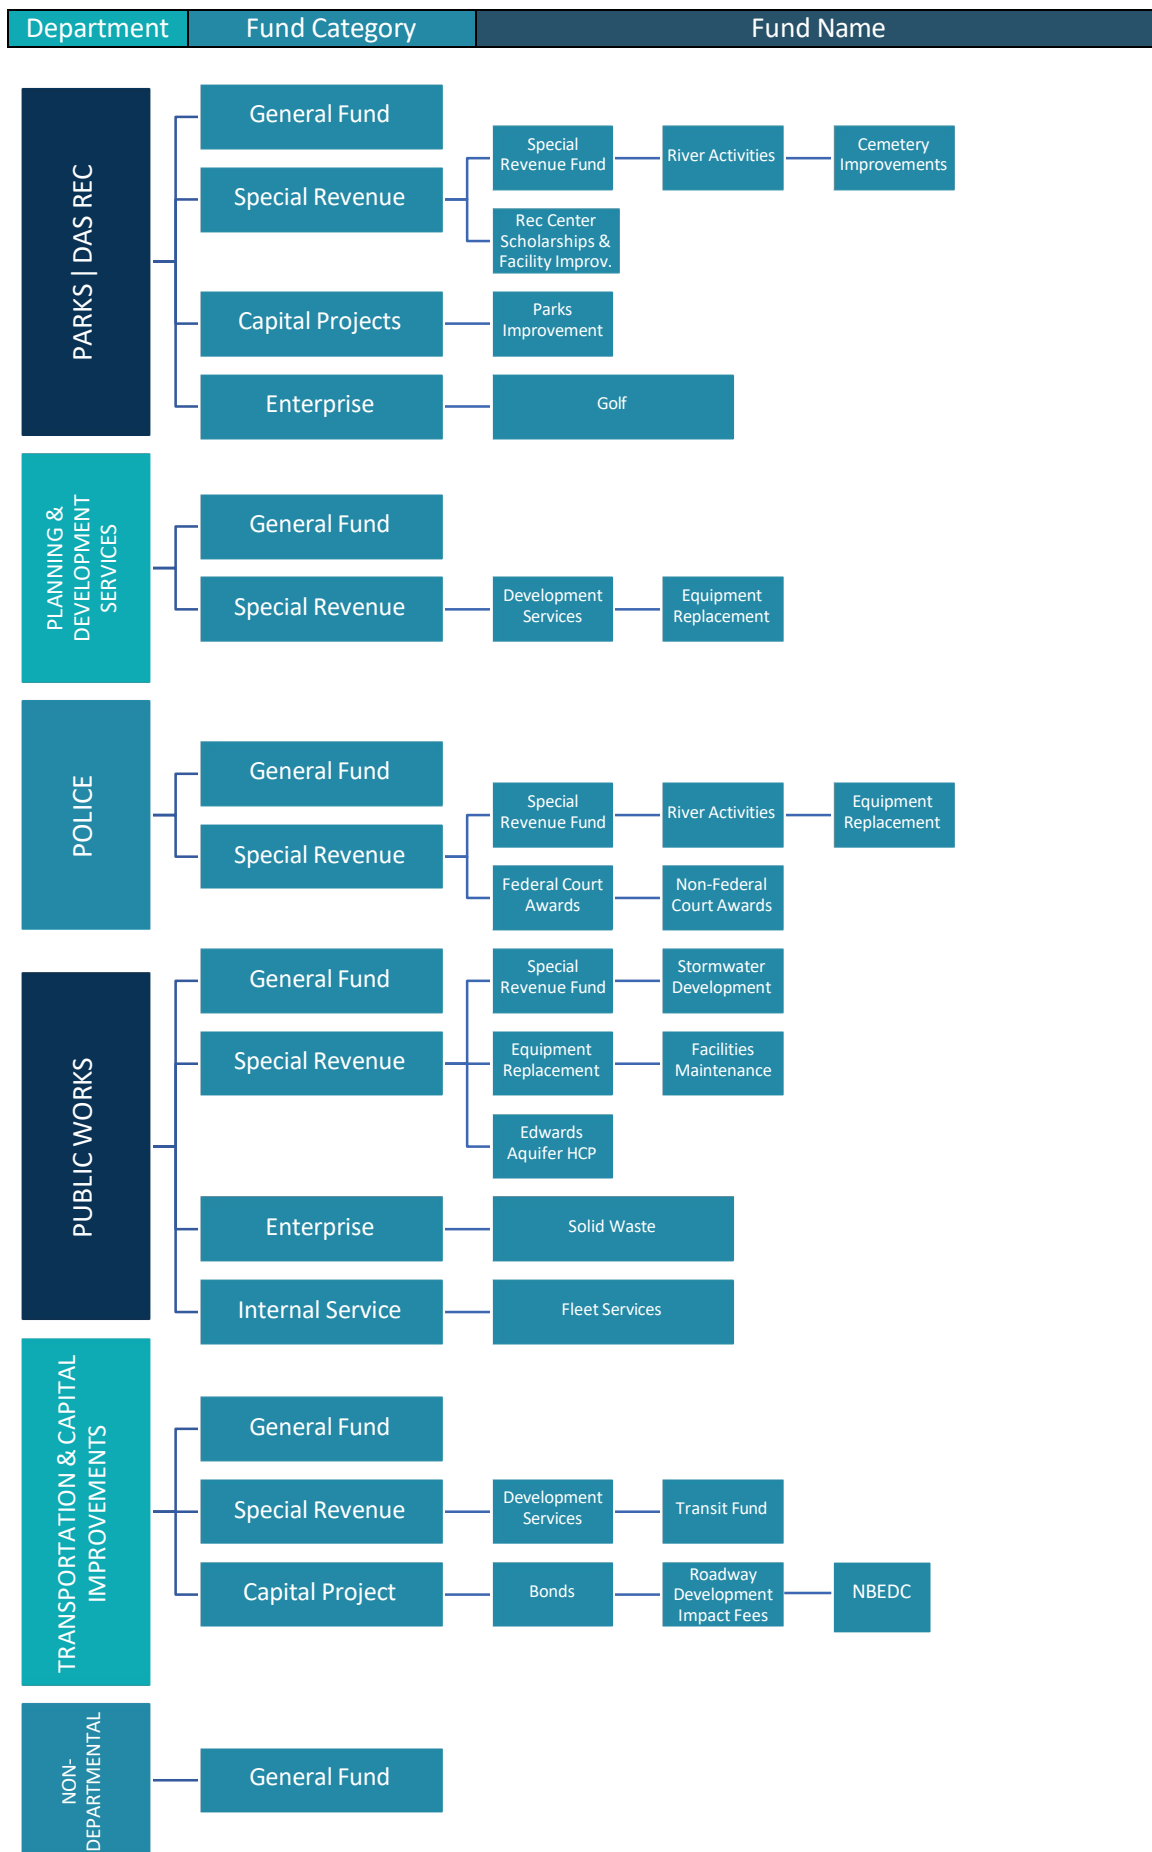 Department Fund Category Fund Name
PARKS | DAS REC
General Fund
Special Revenue
Special
Revenue Fund
River Activities
Cemetery
Improvements
Rec Center
Scholarships &
Facility Improv.
Capital Projects
Parks
Improvement
Enterprise
Golf
PLANNING &
DEVELOPMENT
SERVICES
General Fund
Special Revenue
Development
Services
Equipment
Replacement
POLICE
General Fund
Special Revenue
Special
Revenue Fund
River Activities
Equipment
Replacement
Federal Court
Awards
Non-Federal
Court Awards
PUBLIC WORKS
General Fund
Special Revenue
Special
Revenue Fund
Stormwater
Development
Equipment
Replacement
Facilities
Maintenance
Edwards
Aquifer HCP
Enterprise
Solid Waste
Internal Service
Fleet Services
TRANSPORTATION & CAPITAL
IMPROVEMENTS
General Fund
Special Revenue
Development
Services
Transit Fund
Capital Project
Bonds
Roadway
Development
Impact Fees
NBEDC
NON-
DEPARTMENTAL
General Fund